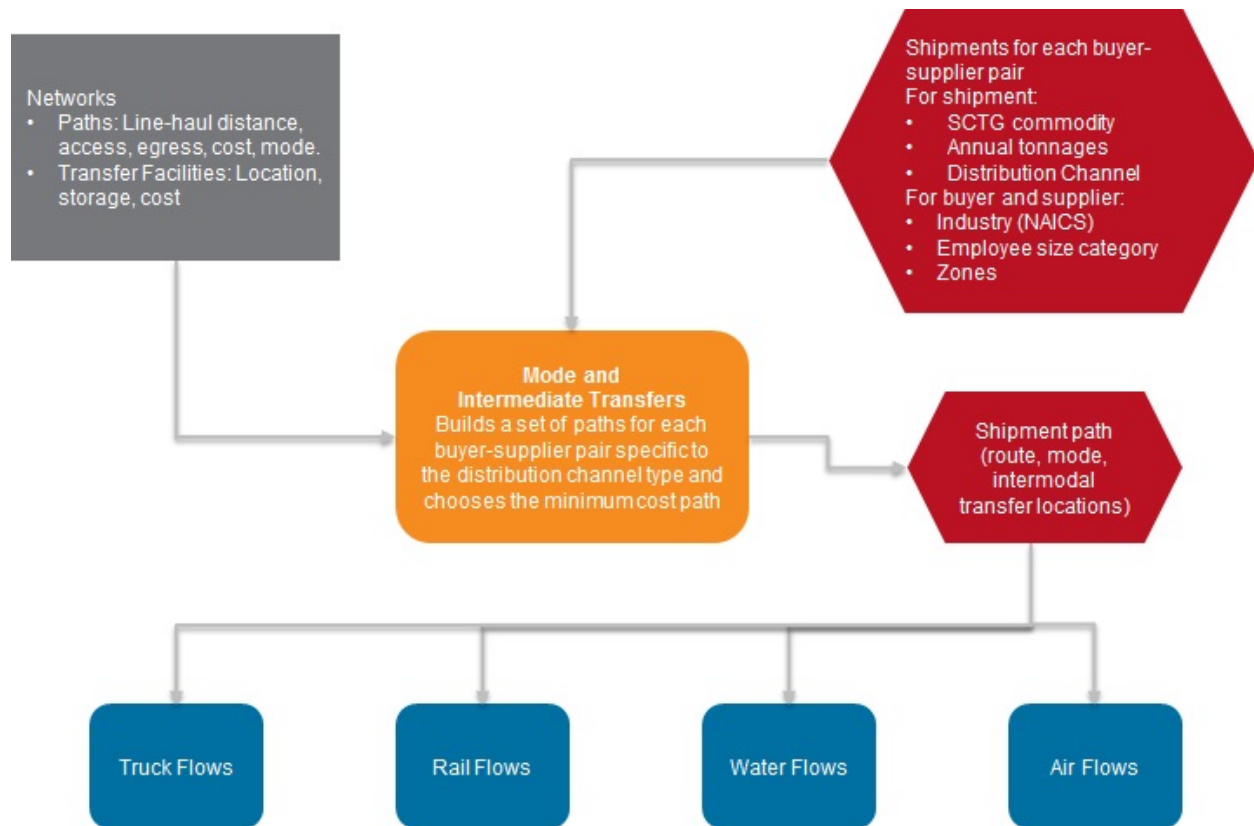 Networks
• Paths: Line-haul distance,
access, egress, cost, mode.
• Transfer Facilities: Location,
storage, cost
Shipments for each buyer-
supplier pair
For shipment:
• SCTG commodity
• Annual tonnages
• Distribution Channel
For buyer and supplier:
• Industry (NAICS)
• Employee size category
• Zones
Mode and
Intermediate Transfers
Builds a set of paths for each
buyer-supplier pair specific to
the distribution channel type and
chooses the minimum cost path
Shipment path
(route, mode,
intermodal
transfer locations)
Truck Flows
Rail Flows
Water Flows
Air Flows